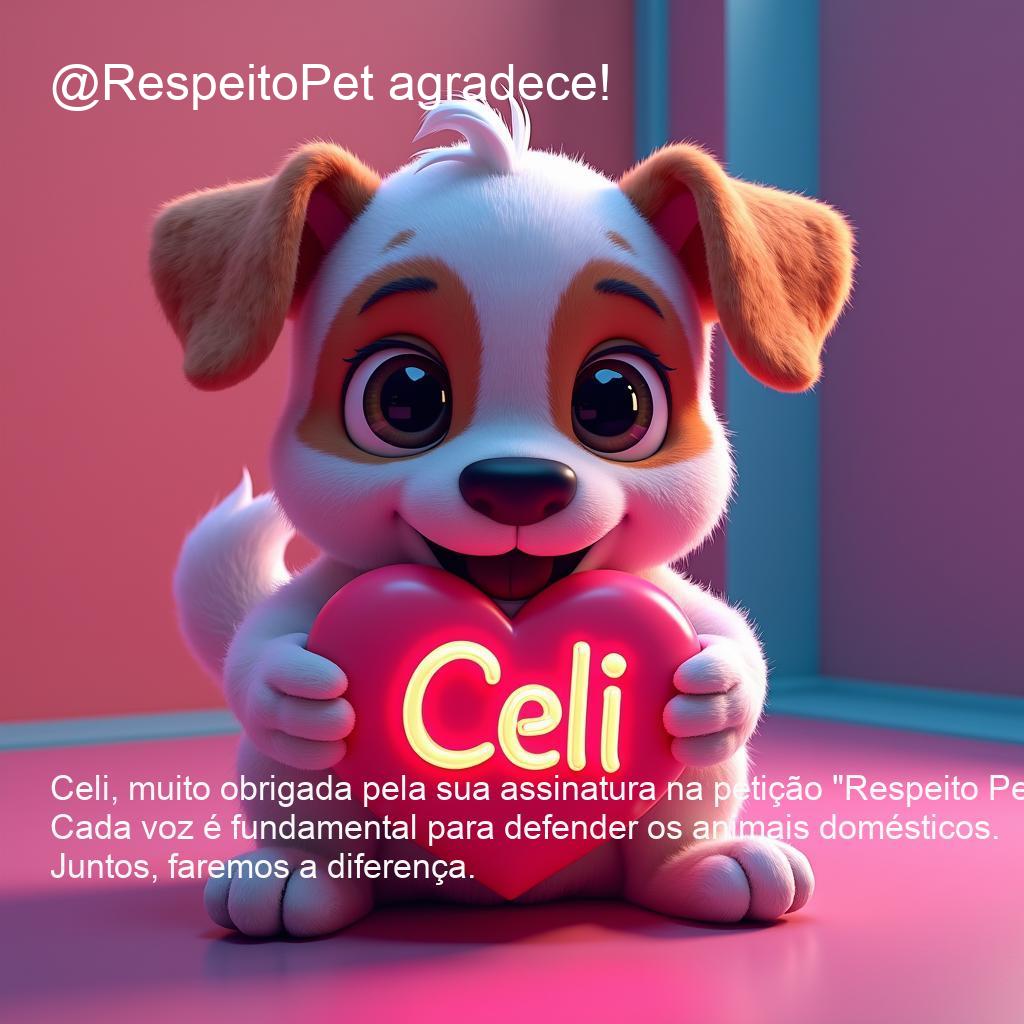 @RespeitoPet agradece!
Celi
Celi, muito obrigada pela sua assinatura na petição "Respeito Pe
Cada voz é fundamental para defender os animais domésticos.
Juntos, faremos a diferença.